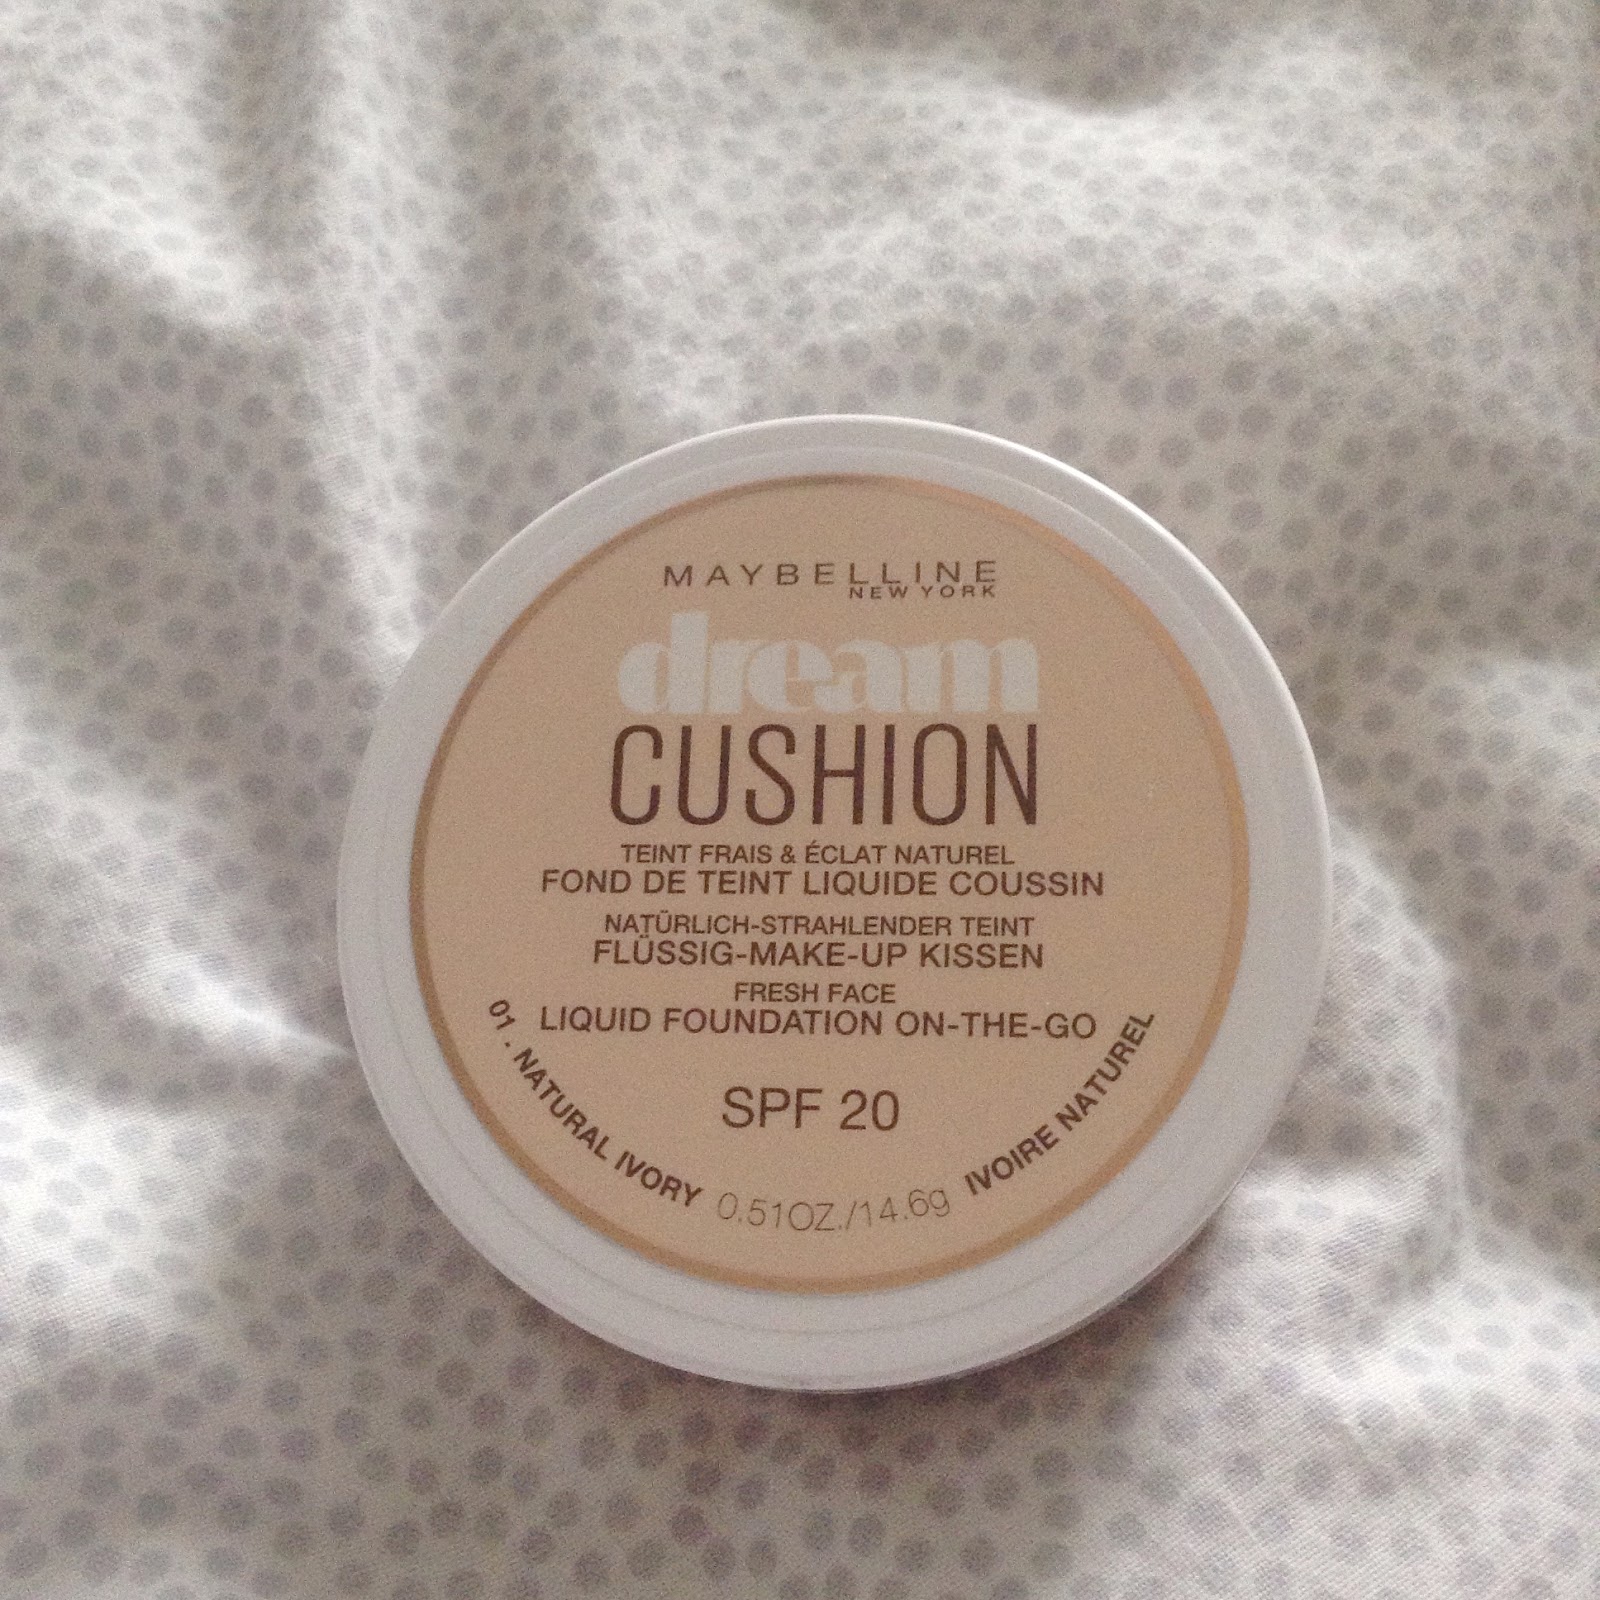 MAYBELLINE
NEW YORK
dream
CUSHION
TEINT FRAIS & ÉCLAT NATUREL
FOND DE TEINT LIQUIDE COUSSIN
NATÜRLICH-STRAHLENDER TEINT
FLÜSSIG-MAKE-UP KISSEN
FRESH FACE
LIQUID FOUNDATION ON-THE-GO
SPF 20
01 . NATURAL IVORY
0.51OZ./14.6g
IVOIRE NATUREL